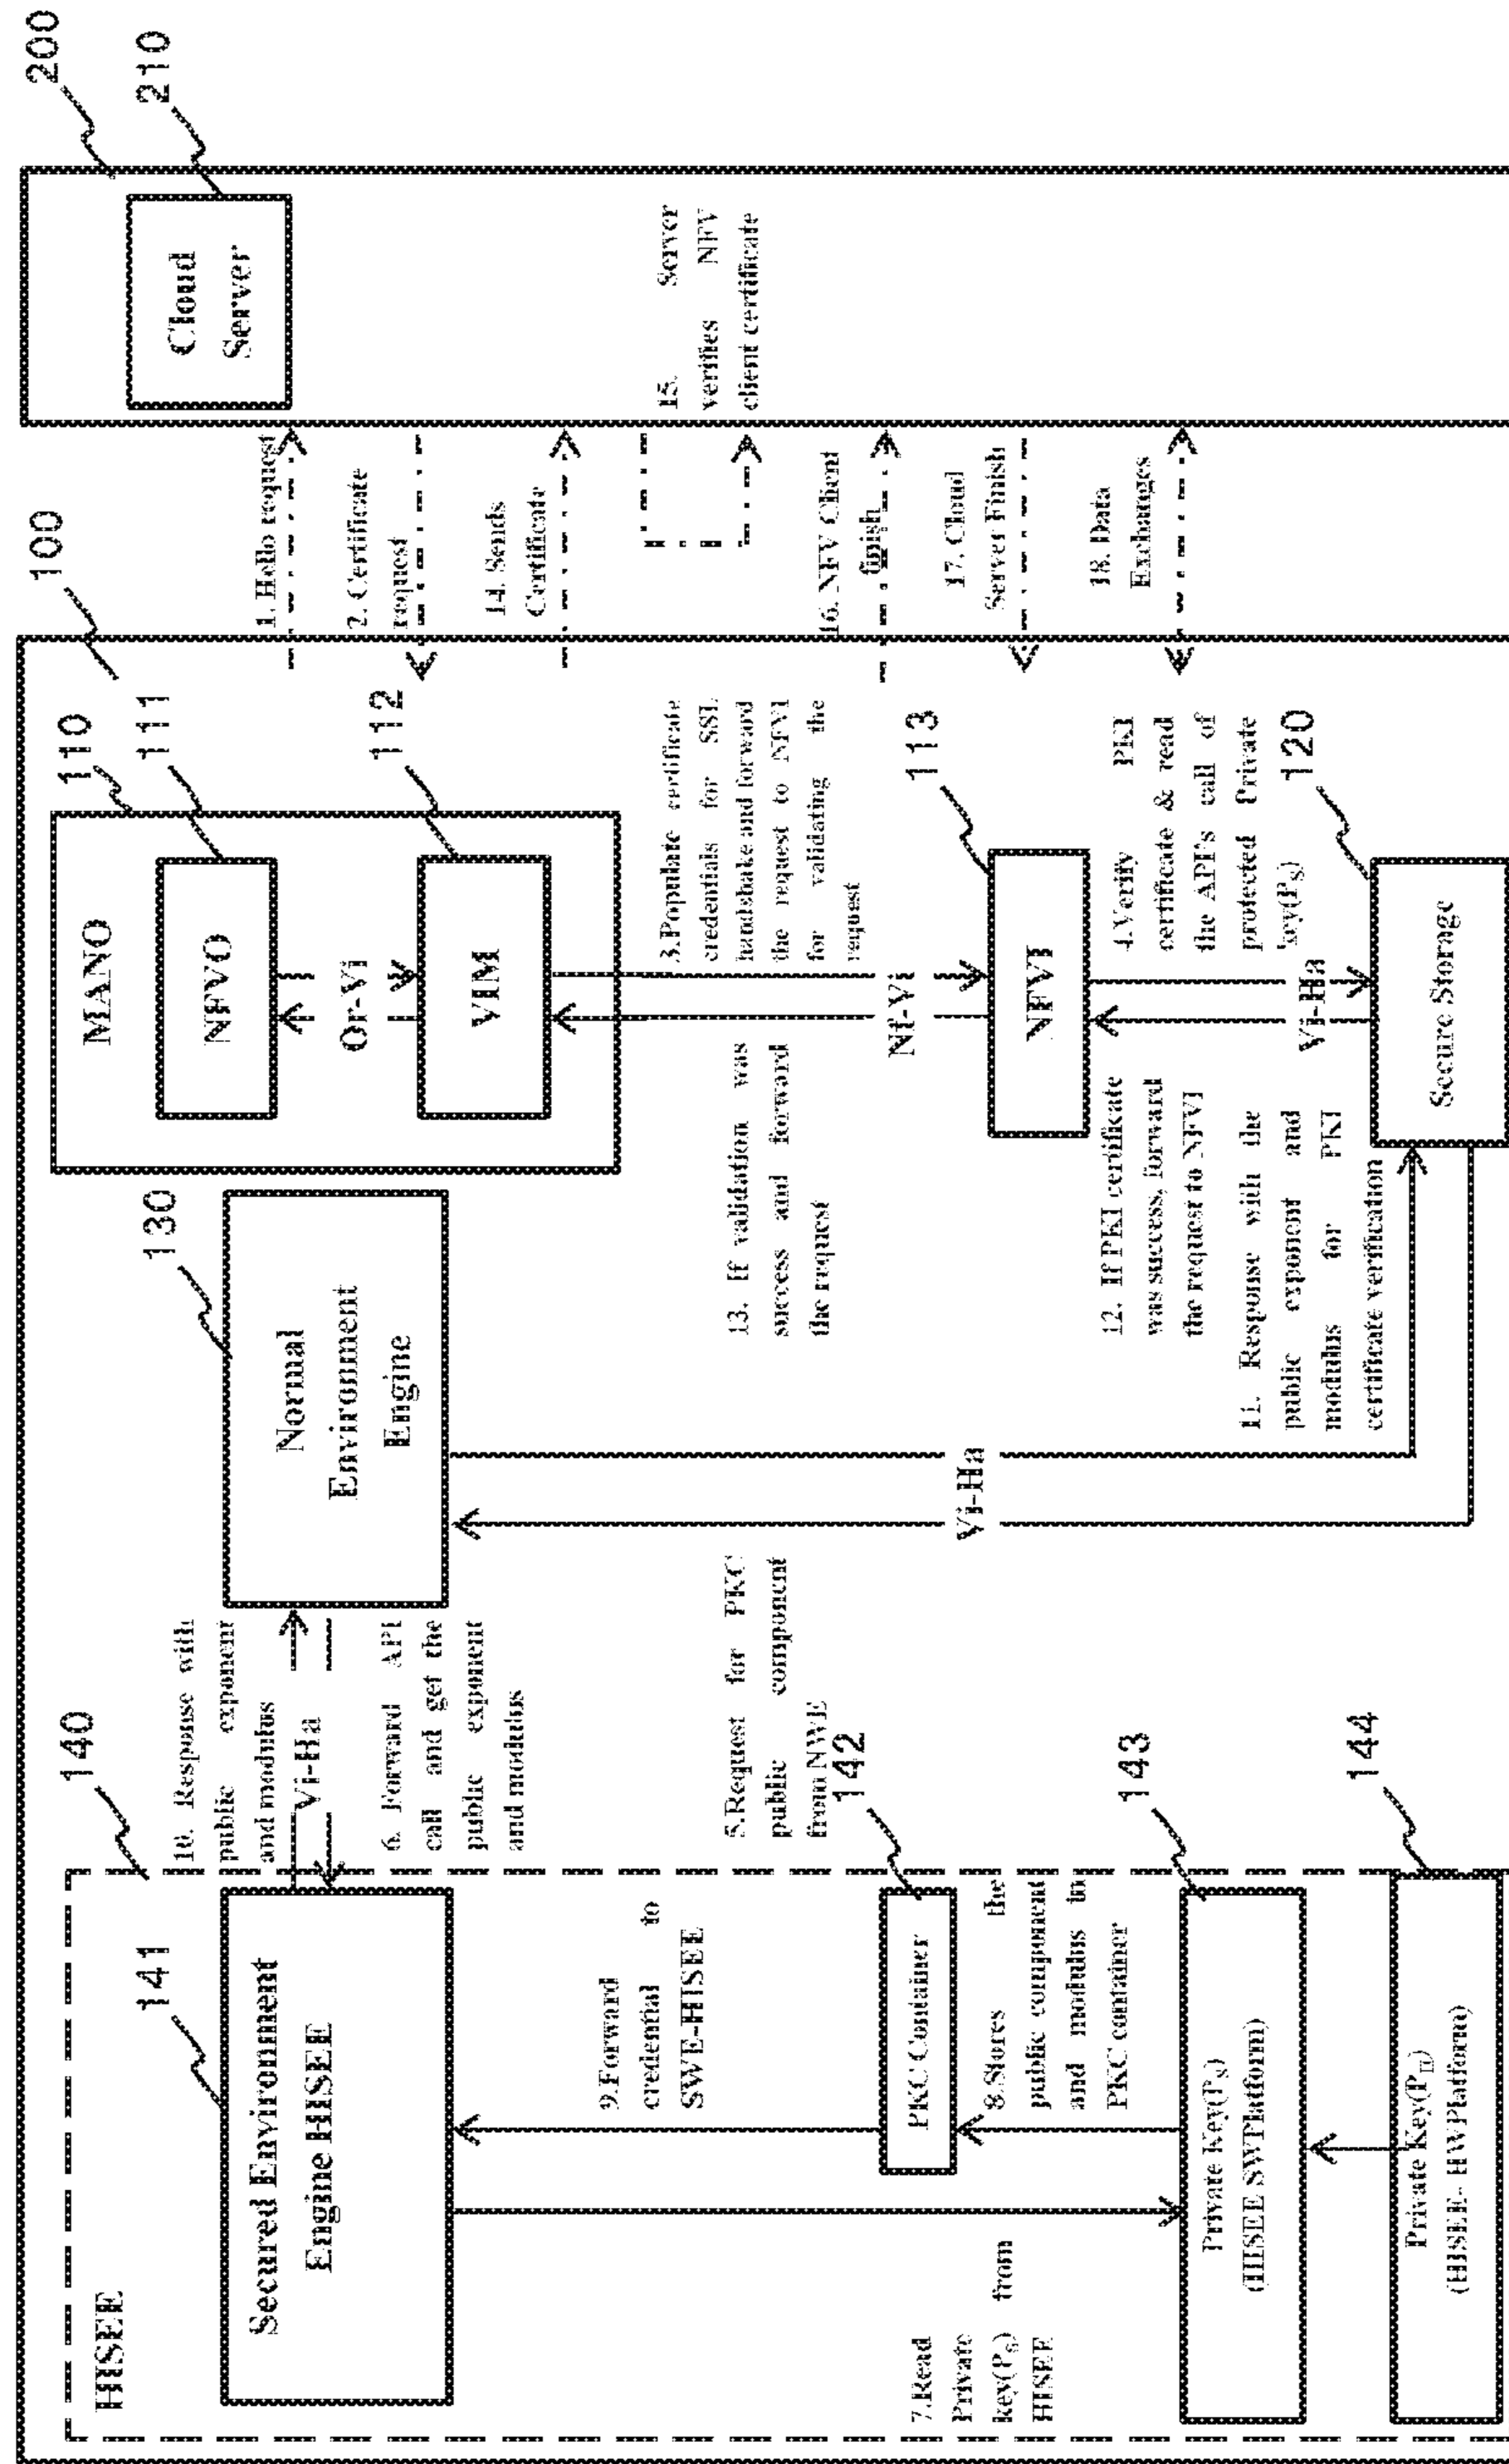 200
210
Cloud
Server
15. Server
verifies NFV
client certificate
100
1. Hello request
2. Certificate
request
14. Sends
Certificate
16. NFV Client
finish
17. Cloud
Server Finish
18. Data
Exchanges
110
111
112
MANO
NFVO
Or-Vi
VIM
3.Populate certificate
credentials for SSL
handshake and forward
the request to NFVI
for validating the
request
Nf-Vi
113
NFVI
4.Verify PKI
certificate & read
the API's call of
protected Private
key(PS)
Vi-Ha
120
Secure Storage
130
Normal
Environment
Engine
13. If validation was
success and forward
the request
12. If PKI certificate
was success, forward
the request to NFVI
11. Response with the
public exponent and
modulus for PKI
certificate verification
Vi-Ha
10. Response with
public exponent
and modulus
Vi-Ha
6. Forward API
call and get the
public exponent
and modulus
5.Request for PKC
public component
from NWE
140
HISEE
141
Secured Environment
Engine HISEE
9.Forward
credential to
SWE-HISEE
142
PKC Container
8.Stores the
public component
and modulus in
PKC container
7.Read
Private
key(PS) from
HISEE
143
Private Key(PS)
(HISEE SWPlatform)
144
Private Key(PH)
(HISEE- HWPlatform)